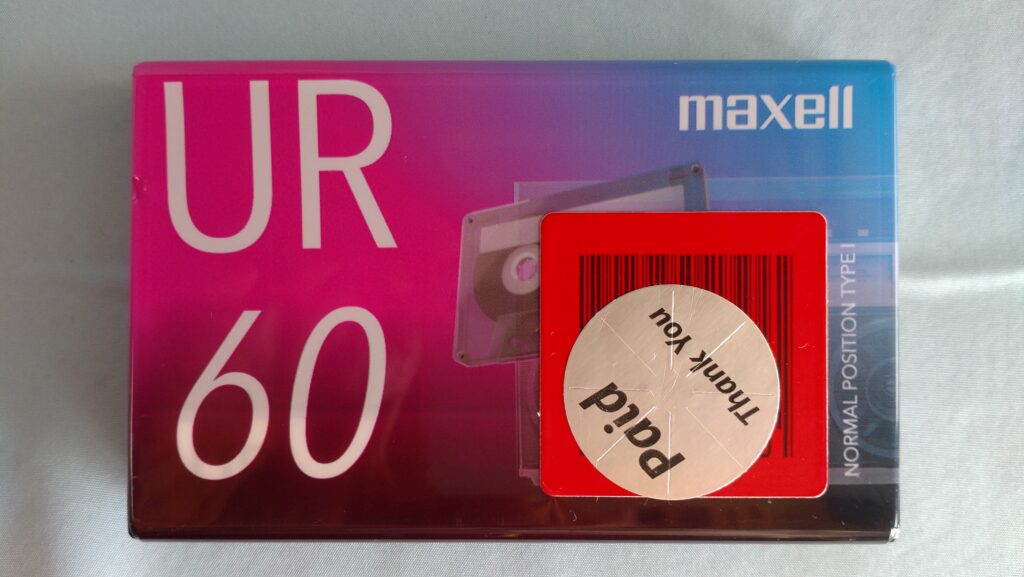 UR
60
maxell
NORMAL POSITION TYPE I
Paid
Thank You